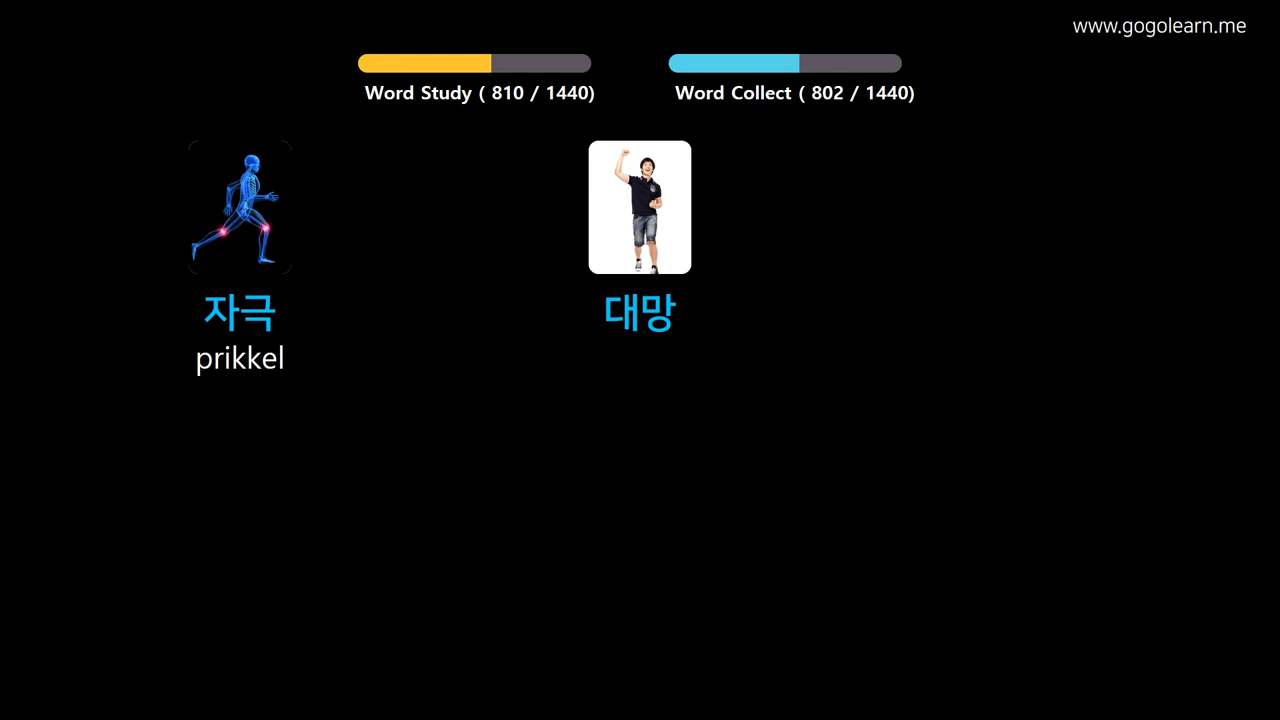 www.gogolearn.me
Word Study ( 810 / 1440)
Word Collect ( 802 / 1440)
자극
대망
prikkel